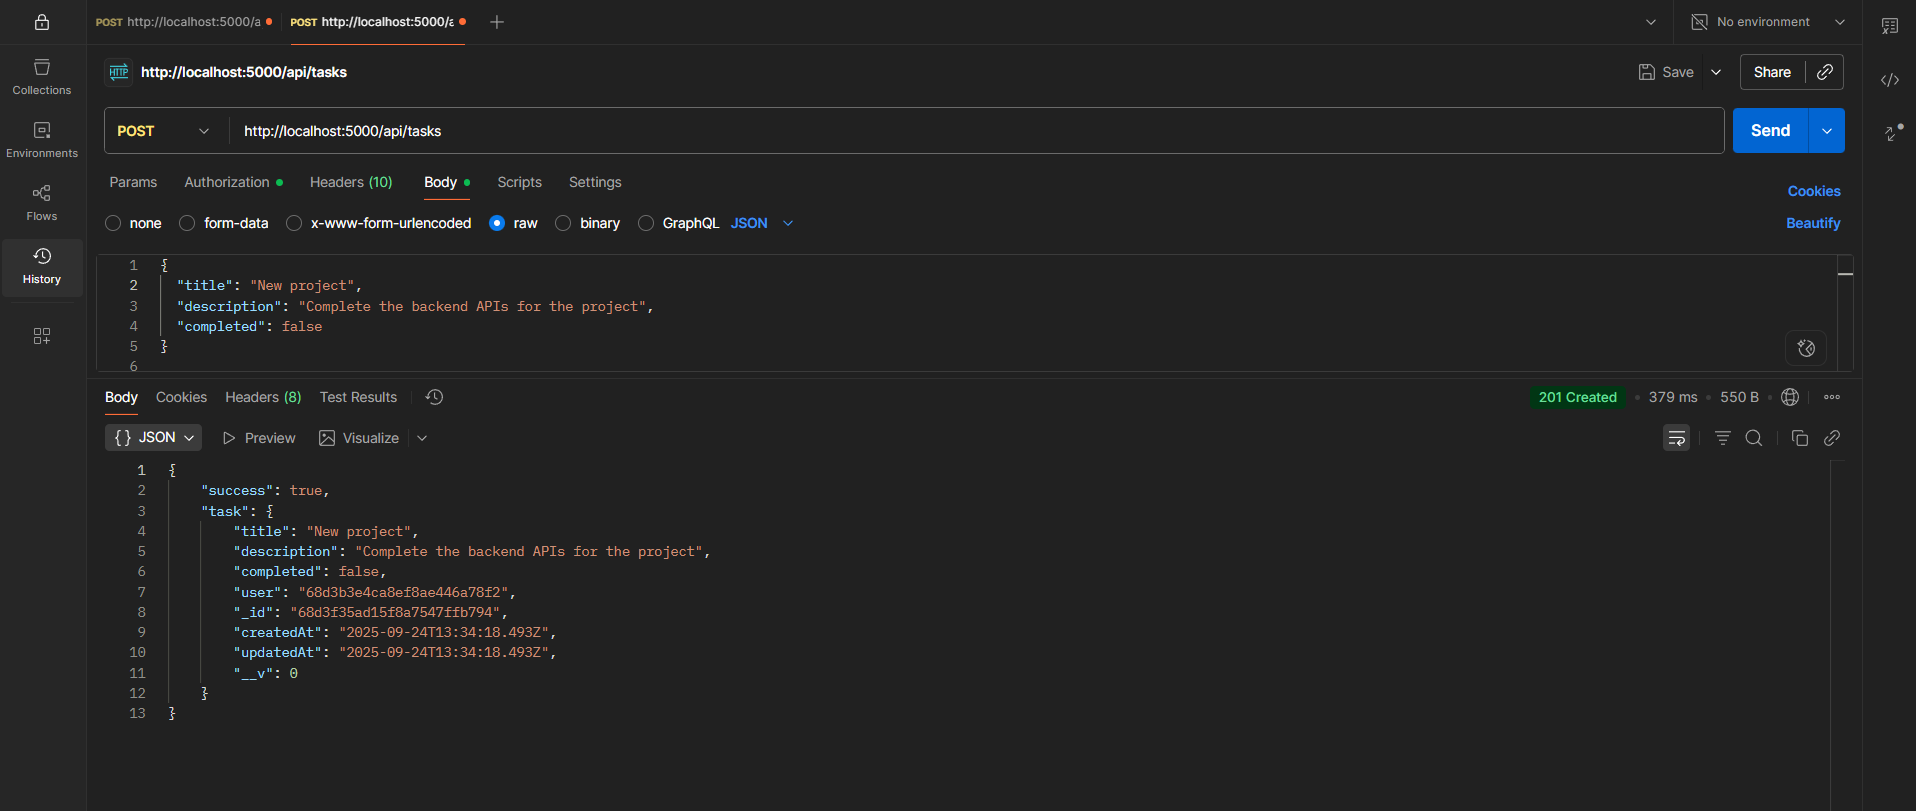 POST http://localhost:5000/a
POST http://localhost:5000/a
No environment
Collections
Environments
Flows
History
HTTP http://localhost:5000/api/tasks
Save
Share
POST http://localhost:5000/api/tasks
Send
Params Authorization Headers (10) Body Scripts Settings
Cookies
none form-data x-www-form-urlencoded raw binary GraphQL JSON
Beautify
1 {
2 "title": "New project",
3 "description": "Complete the backend APIs for the project",
4 "completed": false
5 }
6
Body Cookies Headers (8) Test Results
201 Created 379 ms 550 B
{} JSON Preview Visualize
1 {
2 "success": true,
3 "task": {
4 "title": "New project",
5 "description": "Complete the backend APIs for the project",
6 "completed": false,
7 "user": "68d3b3e4ca8ef8ae446a78f2",
8 "_id": "68d3f35ad15f8a7547ffb794",
9 "createdAt": "2025-09-24T13:34:18.493Z",
10 "updatedAt": "2025-09-24T13:34:18.493Z",
11 "__v": 0
12 }
13 }